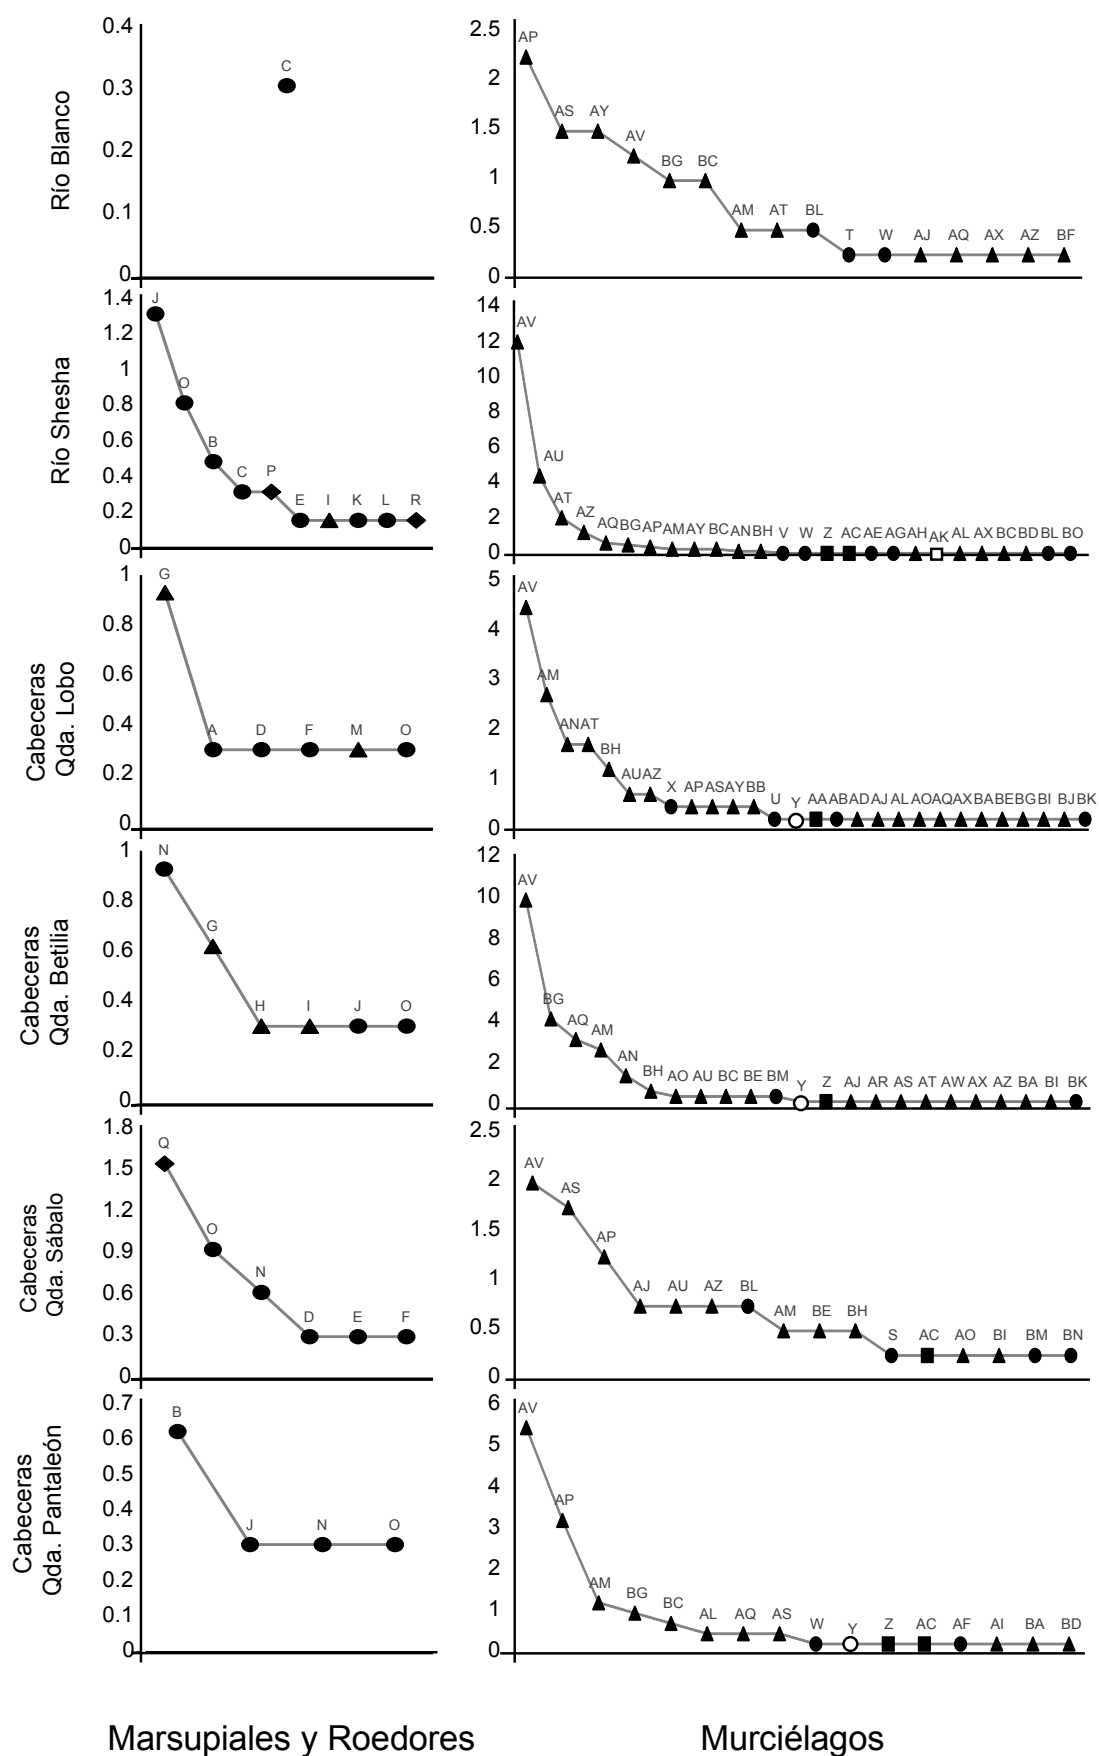 Río Blanco
0.4
0.3
0.2
0.1
0
C
2.5
2
1.5
1
0.5
0
AP
AS AY
AV
BG BC
AM AT BL
T W AJ AQ AX AZ BF
Río Shesha
1.4
1.2
1
0.8
0.6
0.4
0.2
0
J
O
B
C P
E I K L R
14
12
10
8
6
4
2
0
AV
AU
AT
AZ
AQ BG AP AM AY BC AN BH V W Z AC AE AG AH AK AL AX BC BD BL BO
Cabeceras
Qda. Lobo
1
0.8
0.6
0.4
0.2
0
G
A D F M O
5
4
3
2
1
0
AV
AM
AN AT
BH
AU AZ
X AP AS AY BB
U Y AA AB AD AJ AL AO AQ AX BA BE BG BI BJ BK
Cabeceras
Qda. Betilia
1
0.8
0.6
0.4
0.2
0
N
G
H I J O
12
10
8
6
4
2
0
AV
BG
AQ
AM
AN
BH AO AU BC BE BM
Y Z AJ AR AS AT AW AX AZ BA BI BK
Cabeceras
Qda. Sábalo
1.8
1.5
1.2
0.9
0.6
0.3
0
Q
O
N
D E F
2.5
2
1.5
1
0.5
0
AV
AS
AP
AJ AU AZ BL
AM BE BH
S AC AO BI BM BN
Cabeceras
Qda. Pantaleón
0.7
0.6
0.5
0.4
0.3
0.2
0.1
0
B
J N O
6
5
4
3
2
1
0
AV
AP
AM
BG
BC
AL AQ AS
W Y Z AC AF AI BA BD
Marsupiales y Roedores Murciélagos